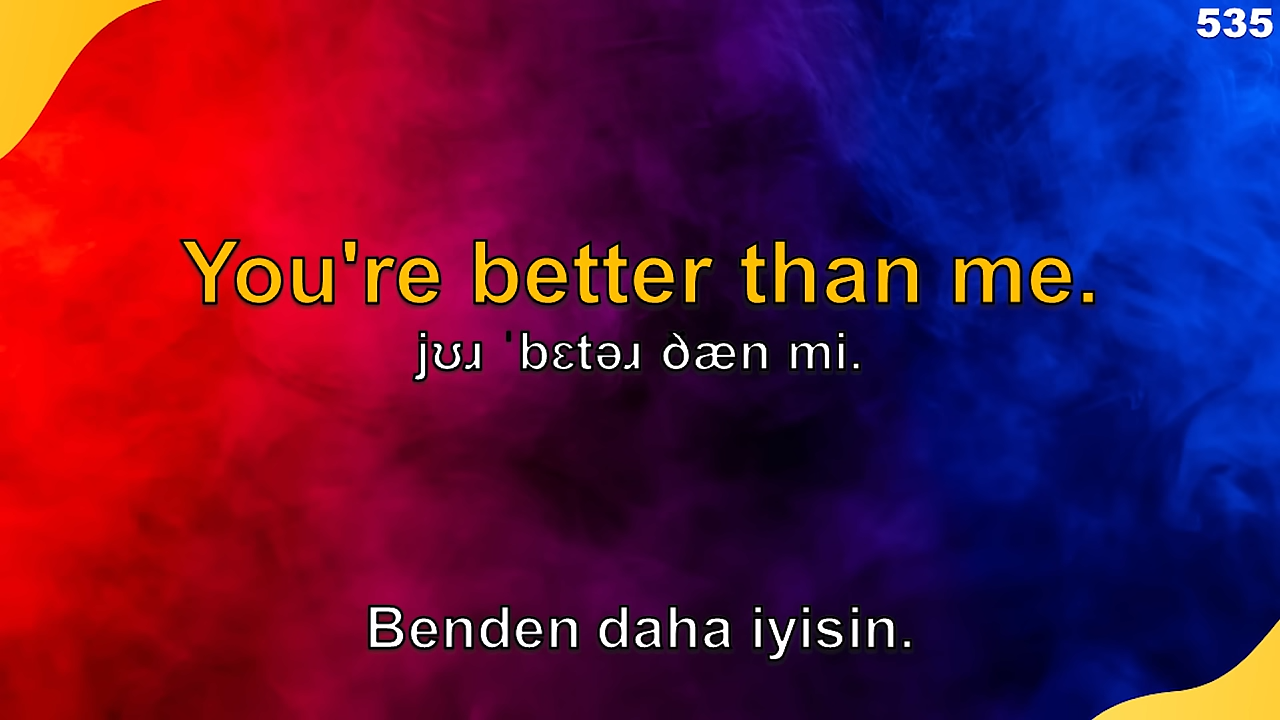 535
You're better than me.
jʊɹ ˈbɛtəɹ ðæn mi.
Benden daha iyisin.